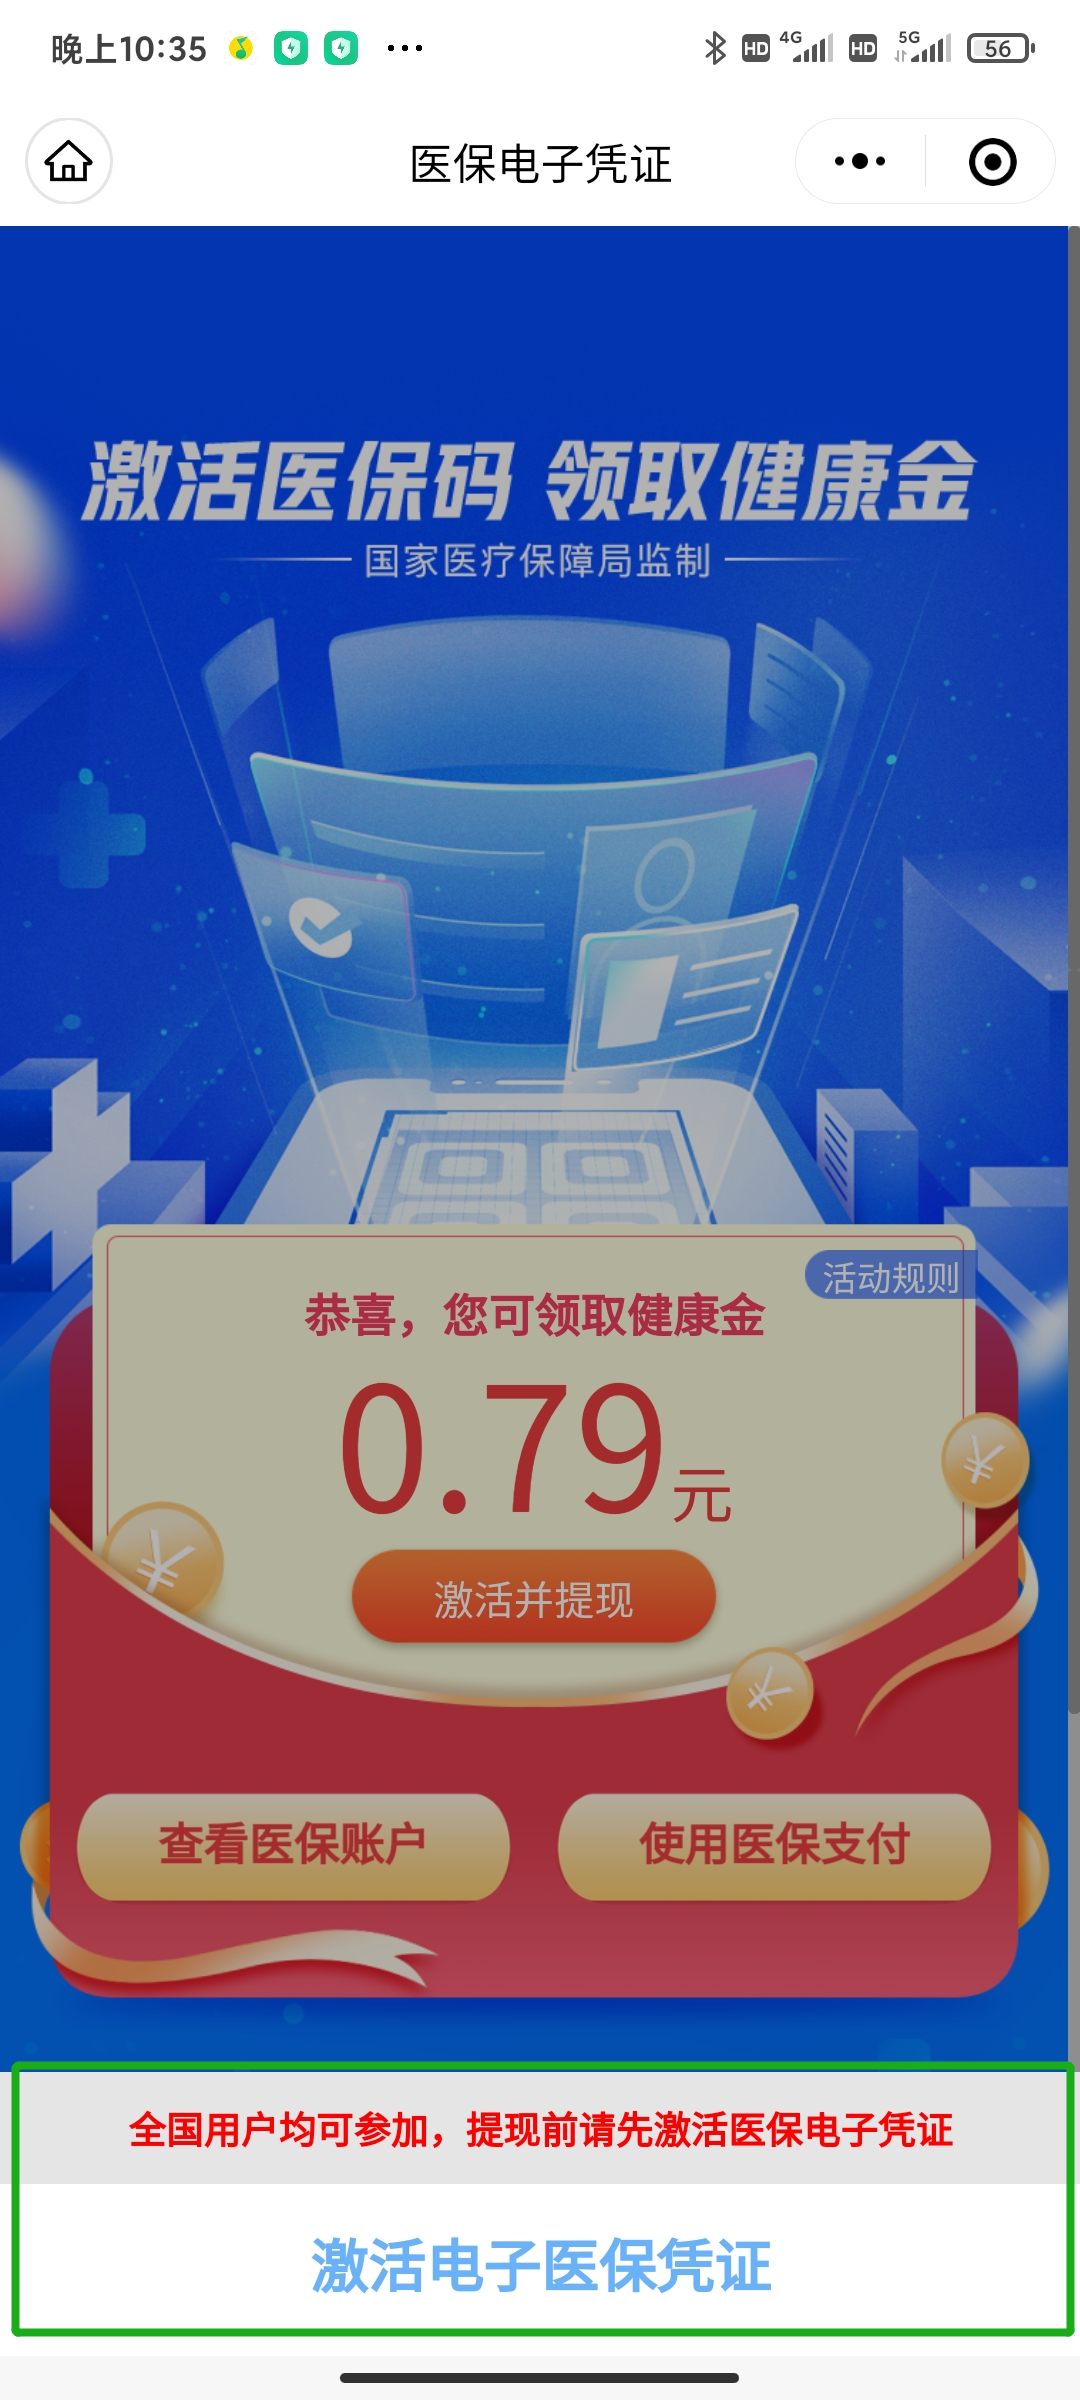 晚上10:35
HD 4G HD 5G 56
医保电子凭证
激活医保码 领取健康金
国家医疗保障局监制
活动规则
恭喜，您可领取健康金
0.79元
激活并提现
查看医保账户
使用医保支付
全国用户均可参加，提现前请先激活医保电子凭证
激活电子医保凭证